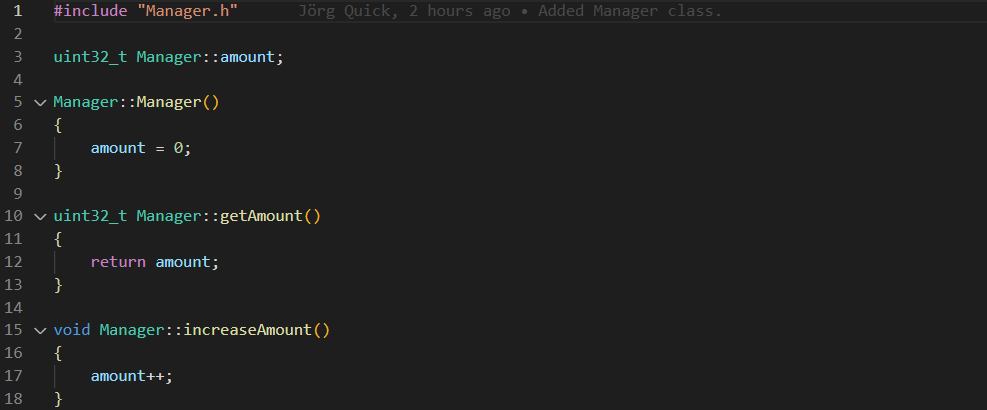 1 #include "Manager.h" Jörg Quick, 2 hours ago • Added Manager class.
2
3 uint32_t Manager::amount;
4
5 Manager::Manager()
6 {
7 amount = 0;
8 }
9
10 uint32_t Manager::getAmount()
11 {
12 return amount;
13 }
14
15 void Manager::increaseAmount()
16 {
17 amount++;
18 }